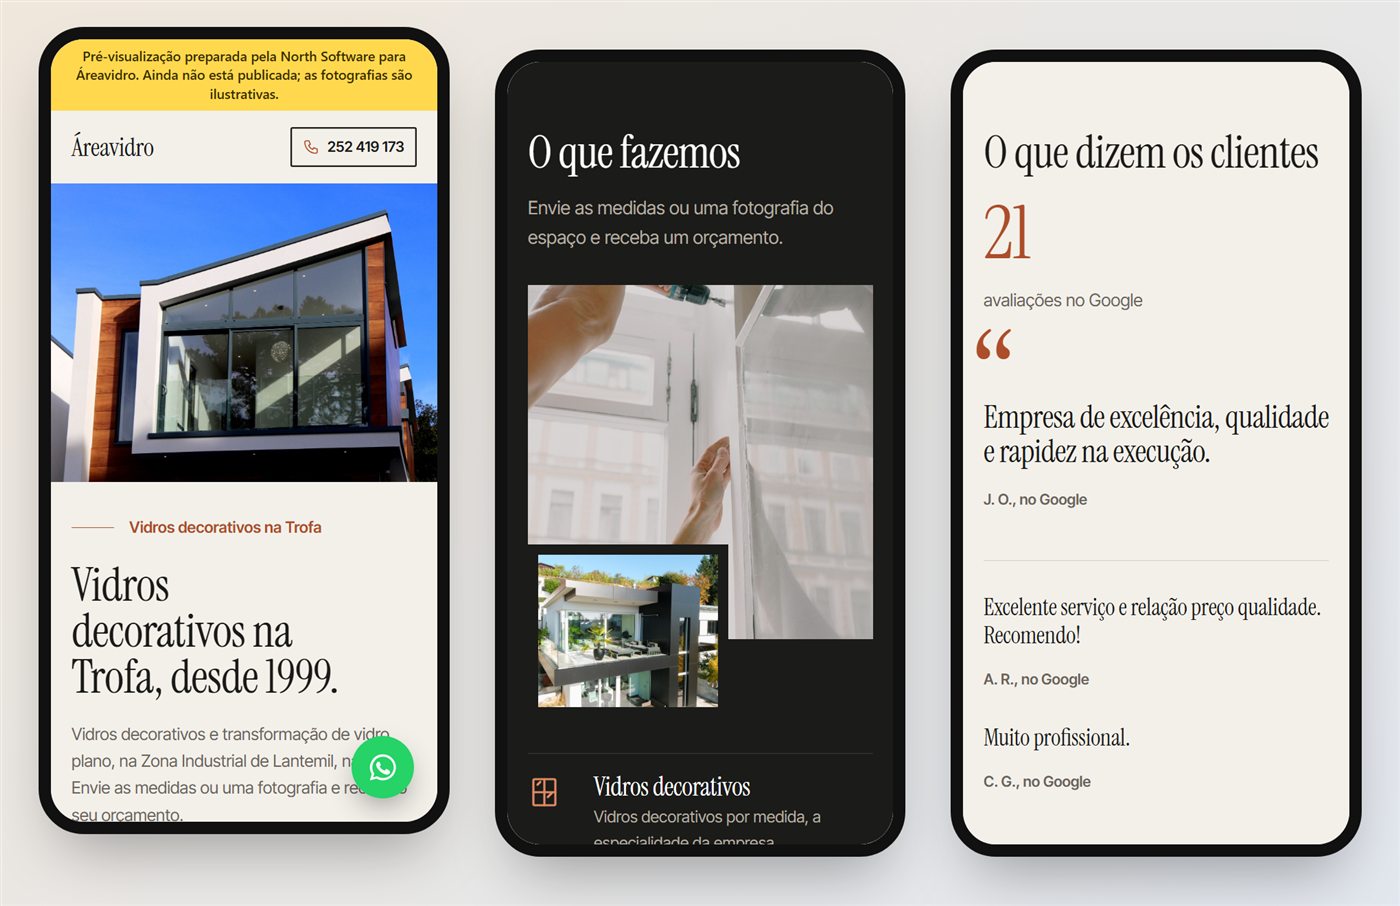 Pré-visualização preparada pela North Software para
Áreavidro. Ainda não está publicada; as fotografias são
ilustrativas.
Áreavidro
252 419 173
Vidros decorativos na Trofa
Vidros
decorativos na
Trofa, desde 1999.
Vidros decorativos e transformação de vidro
plano, na Zona Industrial de Lantemil,
Envie as medidas ou uma fotografia e
seu orçamento.
O que fazemos
Envie as medidas ou uma fotografia do
espaço e receba um orçamento.
Vidros decorativos
Vidros decorativos por medida, a
especialidade da empresa
O que dizem os clientes
21
avaliações no Google
“
Empresa de excelência, qualidade
e rapidez na execução.
J. O., no Google
Excelente serviço e relação preço qualidade.
Recomendo!
A. R., no Google
Muito profissional.
C. G., no Google